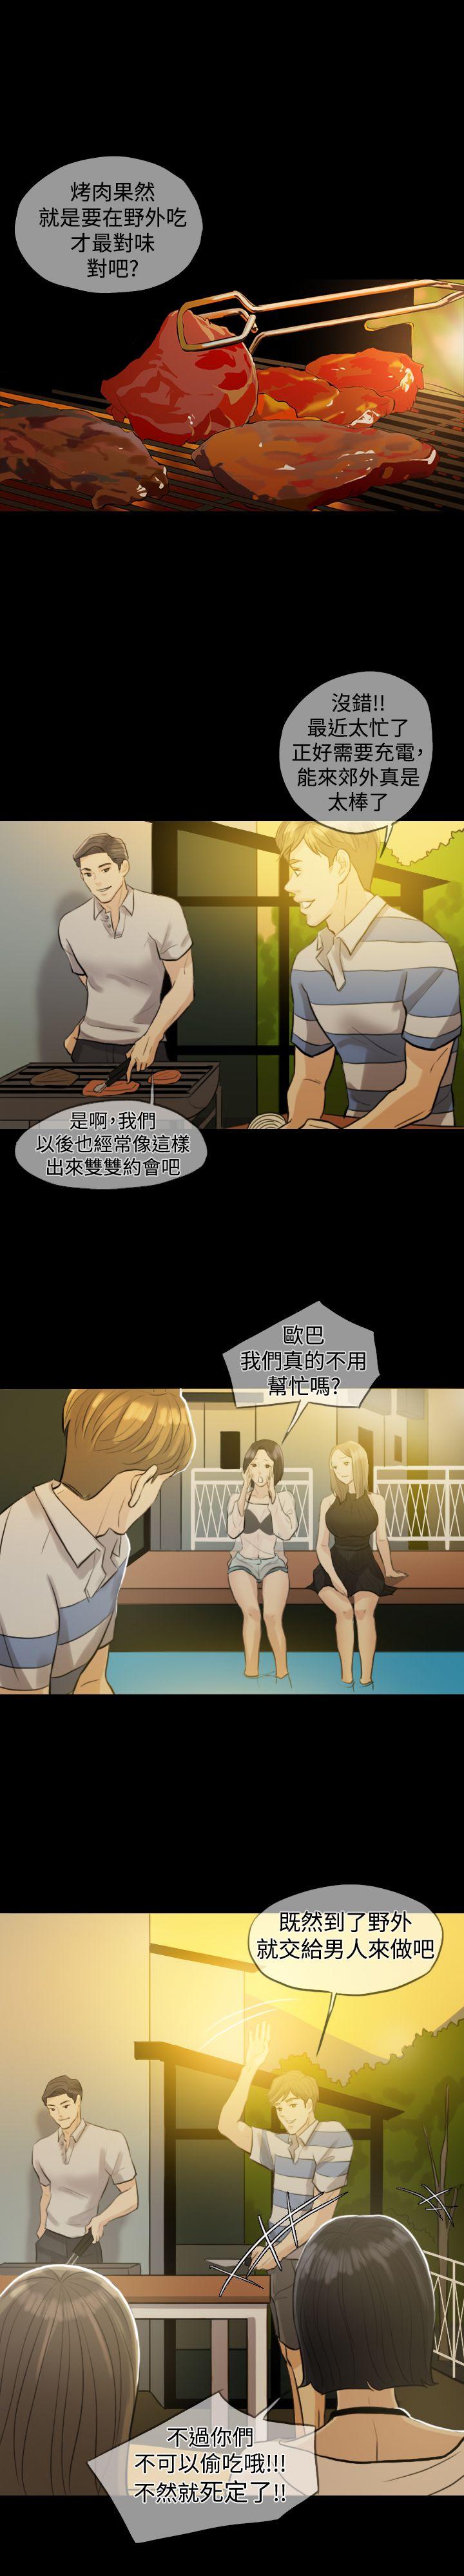 烤肉果然
就是要在野外吃
才最對味
對吧?
沒錯!!
最近太忙了
正好需要充電,
能來郊外真是
太棒了
是啊,我們
以後也經常像這樣
出來雙雙約會吧
歐巴
我們真的不用
幫忙嗎?
既然到了野外
就交給男人來做吧
不過你們
不可以偷吃哦!!!
不然就死定了!!